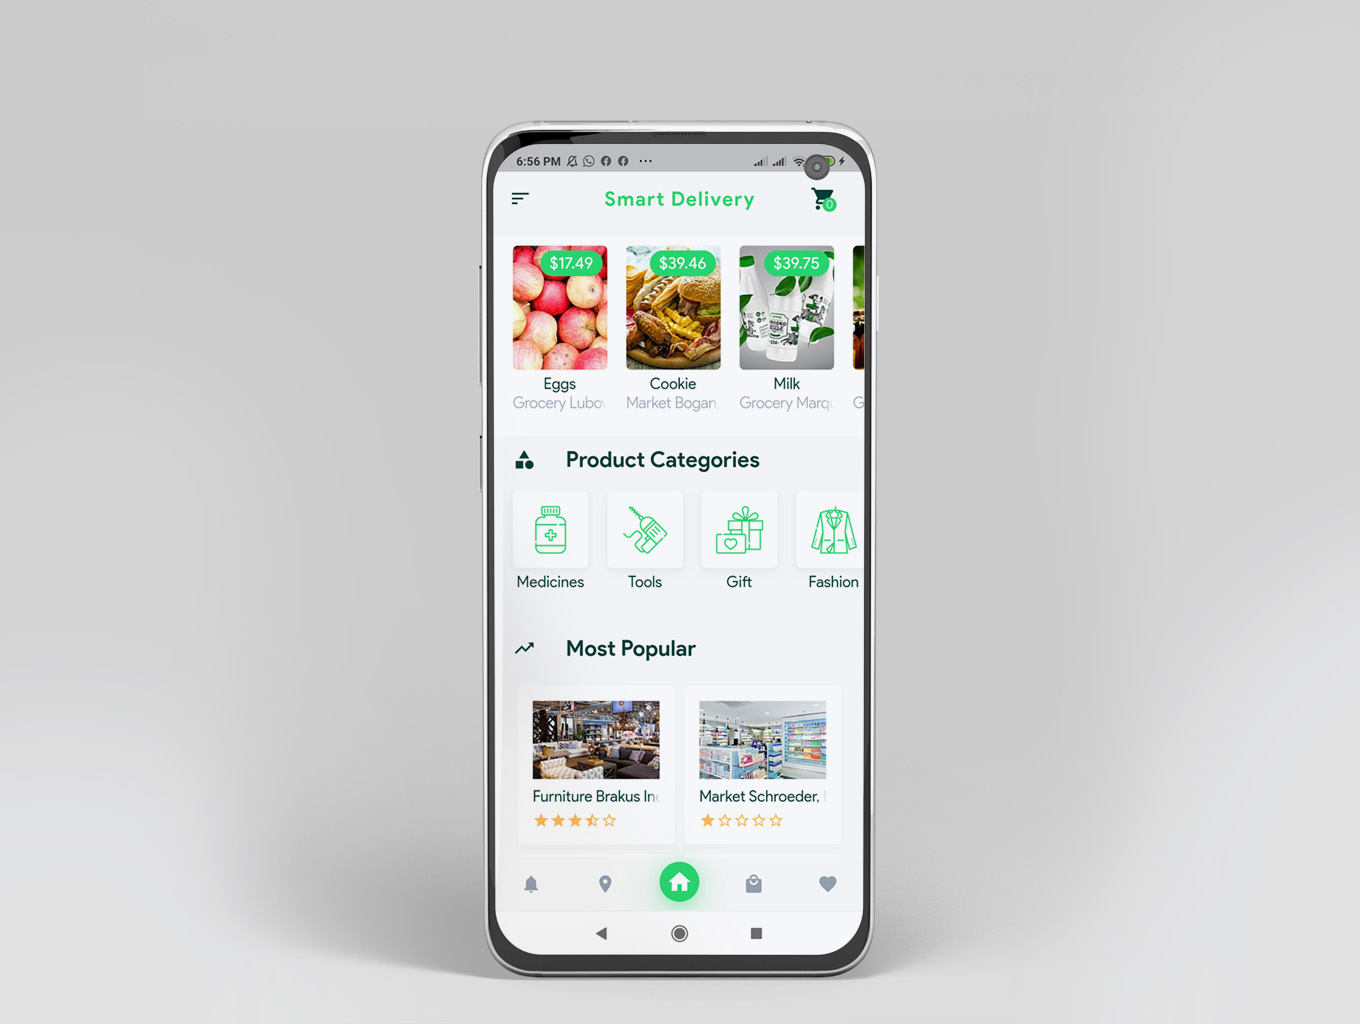 6:56 PM
Smart Delivery
0
$17.49
$39.46
$39.75
Eggs
Cookie
Milk
Grocery Lubov
Market Bogan,
Grocery Marq
G
Product Categories
Medicines
Tools
Gift
Fashion
Most Popular
Furniture Brakus Inc
Market Schroeder,